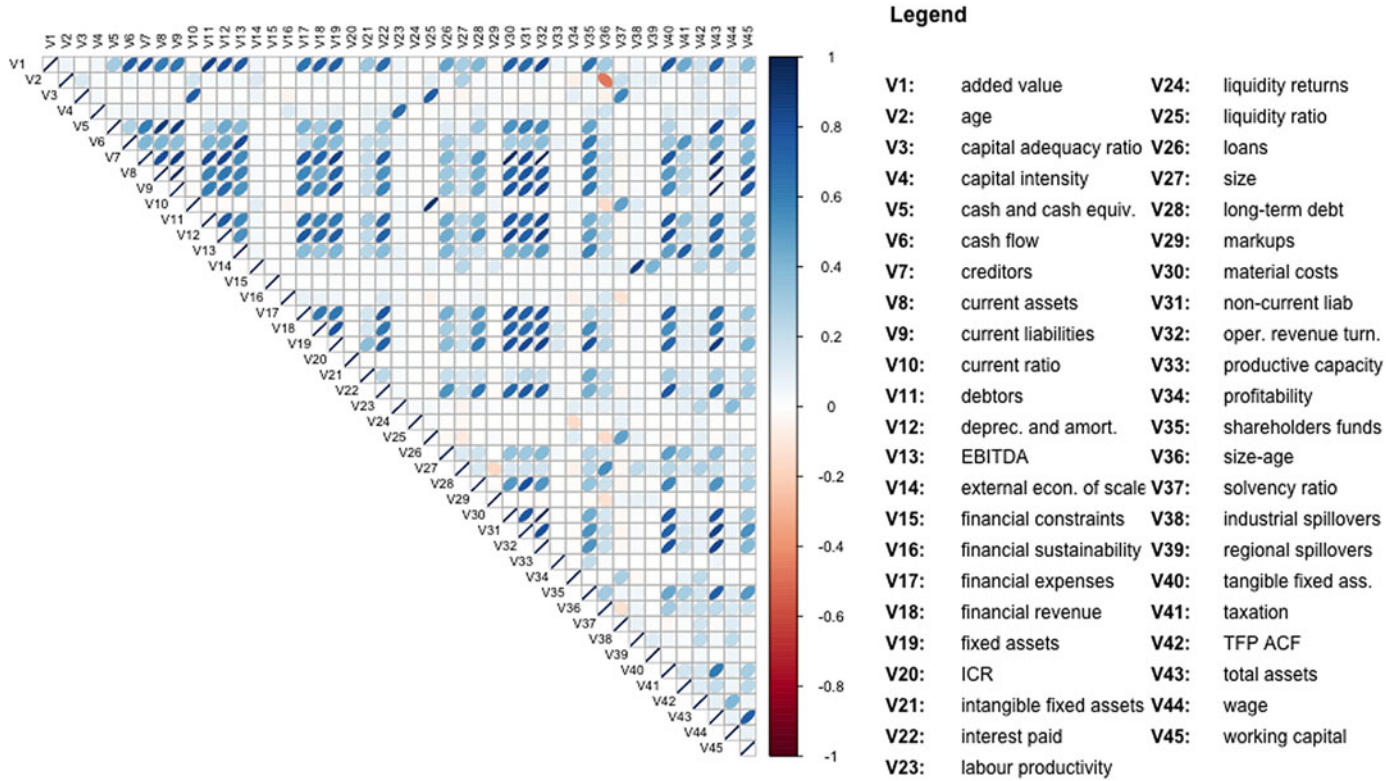 Legend
V1 V2 V3 V4 V5 V6 V7 V8 V9 V10 V11 V12 V13 V14 V15 V16 V17 V18 V19 V20 V21 V22 V23 V24 V25 V26 V27 V28 V29 V30 V31 V32 V33 V34 V35 V36 V37 V38 V39 V40 V41 V42 V43 V44 V45
V1
V2
V3
V4
V5
V6
V7
V8
V9
V10
V11
V12
V13
V14
V15
V16
V17
V18
V19
V20
V21
V22
V23
V24
V25
V26
V27
V28
V29
V30
V31
V32
V33
V34
V35
V36
V37
V38
V39
V40
V41
V42
V43
V44
V45
1
0.8
0.6
0.4
0.2
0
-0.2
-0.4
-0.6
-0.8
-1
V1: added value V24: liquidity returns
V2: age V25: liquidity ratio
V3: capital adequacy ratio V26: loans
V4: capital intensity V27: size
V5: cash and cash equiv. V28: long-term debt
V6: cash flow V29: markups
V7: creditors V30: material costs
V8: current assets V31: non-current liab
V9: current liabilities V32: oper. revenue turn.
V10: current ratio V33: productive capacity
V11: debtors V34: profitability
V12: deprec. and amort. V35: shareholders funds
V13: EBITDA V36: size-age
V14: external econ. of scale V37: solvency ratio
V15: financial constraints V38: industrial spillovers
V16: financial sustainability V39: regional spillovers
V17: financial expenses V40: tangible fixed ass.
V18: financial revenue V41: taxation
V19: fixed assets V42: TFP ACF
V20: ICR V43: total assets
V21: intangible fixed assets V44: wage
V22: interest paid V45: working capital
V23: labour productivity